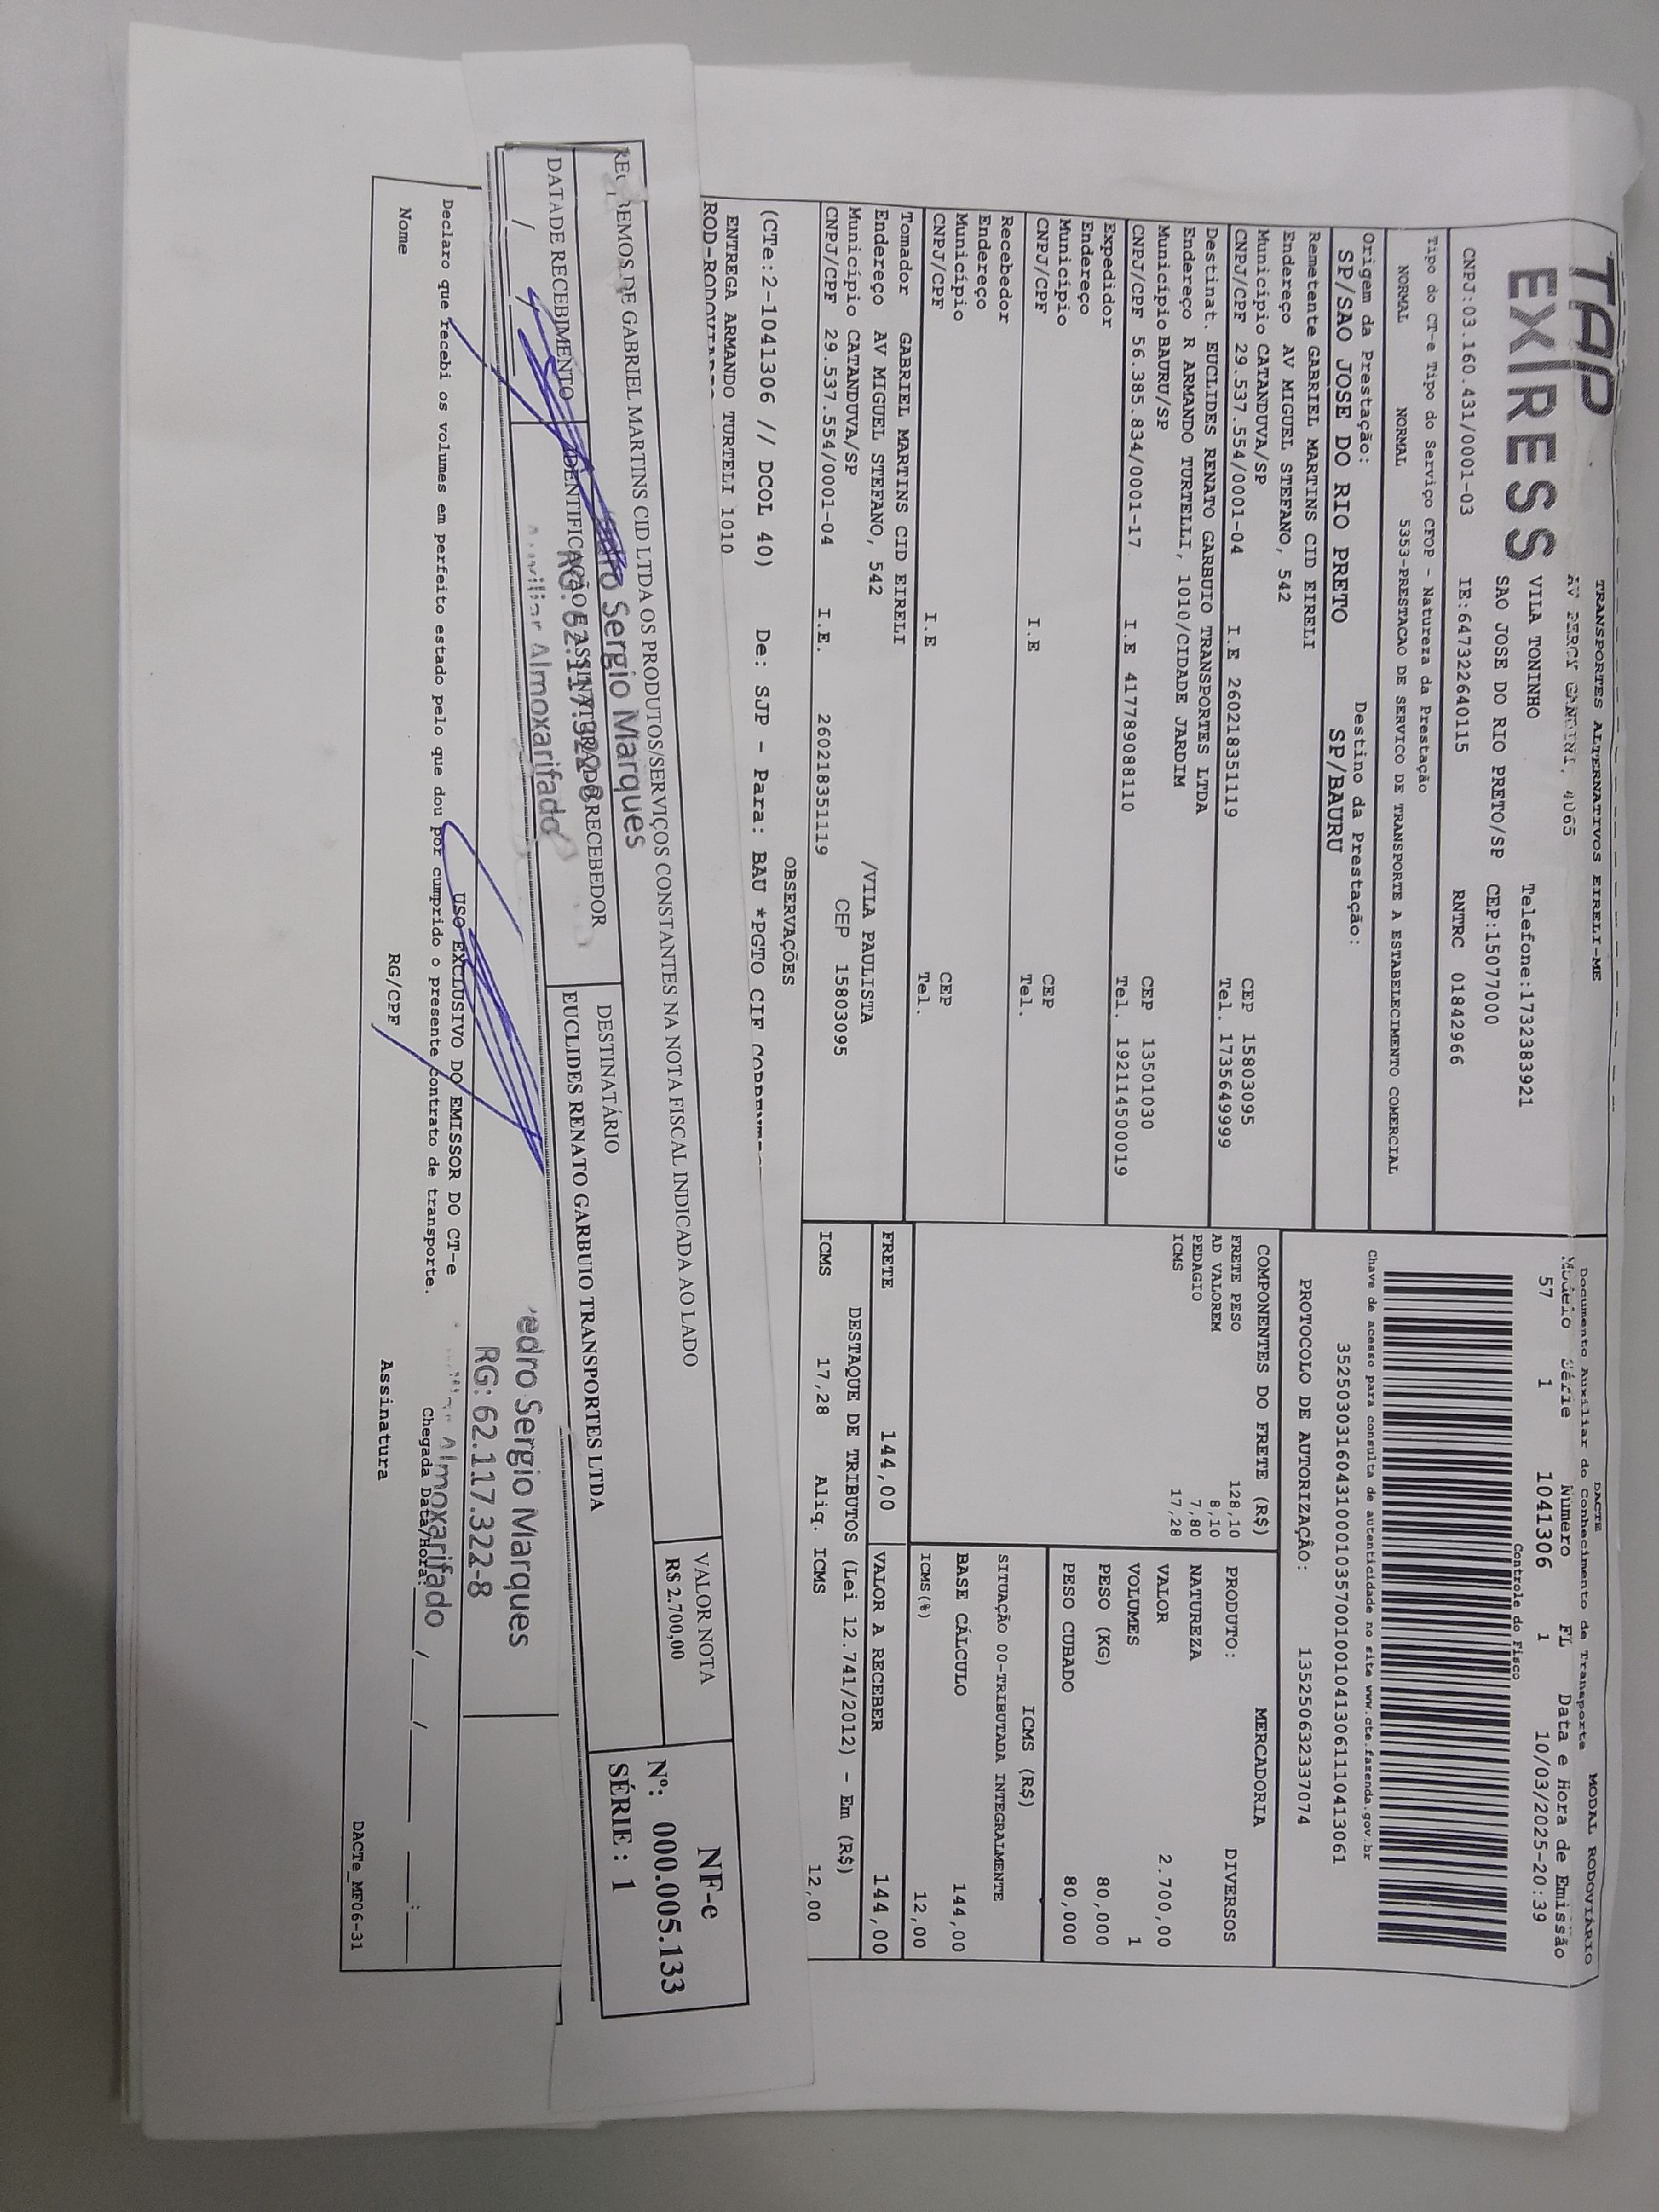 TAP
EXPRESS
TRANSPORTES ALTERNATIVOS EIRELI-ME
AV PERCY GANDINI, 4065
VILA TONINHO Telefone:1732383921
SAO JOSE DO RIO PRETO/SP CEP:15077000
CNPJ:03.160.431/0001-03 IE:647322640115 RNTRC 01842966
Tipo do CT-e Tipo do Serviço CFOP - Natureza da Prestação
NORMAL NORMAL 5353-PRESTACAO DE SERVICO DE TRANSPORTE A ESTABELECIMENTO COMERCIAL
Origem da Prestação: Destino da Prestação:
SP/SAO JOSE DO RIO PRETO SP/BAURU
Remetente GABRIEL MARTINS CID EIRELI
Endereço AV MIGUEL STEFANO, 542
Município CATANDUVA/SP CEP 15803095
CNPJ/CPF 29.537.554/0001-04 I.E 260218351119 Tel. 1735649999
Destinat. EUCLIDES RENATO GARBUIO TRANSPORTES LTDA
Endereço R ARMANDO TURTELLI, 1010/CIDADE JARDIM
Município BAURU/SP CEP 13501030
CNPJ/CPF 56.385.834/0001-17 I.E 417789088110 Tel. 192114500019
Expedidor
Endereço
Município CEP
CNPJ/CPF I.E Tel.
Recebedor
Endereço
Município CEP
CNPJ/CPF I.E Tel.
Tomador GABRIEL MARTINS CID EIRELI
Endereço AV MIGUEL STEFANO, 542 /VILA PAULISTA
Município CATANDUVA/SP CEP 15803095
CNPJ/CPF 29.537.554/0001-04 I.E. 260218351119
DACTE MODAL RODOVIÁRIO
Documento Auxiliar do Conhecimento de Transporte
Modelo Série Numero FL Data e Hora de Emissão
57 1 1041306 1 10/03/2025-20:39
Controle do Fisco
Chave de acesso para consulta de autenticidade no site www.cte.fazenda.gov.br
35250303160431000103570010010413061110413061
PROTOCOLO DE AUTORIZAÇÃO: 135250632337074
COMPONENTES DO FRETE (R$)
FRETE PESO 128,10
AD VALOREM 8,10
PEDAGIO 7,80
ICMS 17,28
MERCADORIA
PRODUTO: DIVERSOS
NATUREZA
VALOR 2.700,00
VOLUMES 1
PESO (KG) 80,000
PESO CUBADO 80,000
ICMS (R$)
SITUAÇÃO 00-TRIBUTADA INTEGRALMENTE
BASE CÁLCULO 144,00
ICMS(%) 12,00
FRETE 144,00 VALOR A RECEBER 144,00
DESTAQUE DE TRIBUTOS (Lei 12.741/2012) - Em (R$)
ICMS 17,28 Aliq. ICMS 12,00
OBSERVAÇÕES
(CTe:2-1041306 // DCOL 40) De: SJP - Para: BAU *PGTO CIF
ENTREGA ARMANDO TURTELI 1010
DE GABRIEL MARTINS CID LTDA OS PRODUTOS/SERVIÇOS CONSTANTES NA NOTA FISCAL INDICADA AO LADO
VALOR NOTA
R$ 2.700,00
NF-e
Nº: 000.005.133
SÉRIE : 1
DATA DE RECEBIMENTO
IDENTIFICAÇÃO E ASSINATURA DO RECEBEDOR
DESTINATÁRIO
EUCLIDES RENATO GARBUIO TRANSPORTES LTDA
Sergio Marques
Almoxarifado
edro Sergio Marques
RG: 62.117.322-8
Almoxarifado
USO EXCLUSIVO DO EMISSOR DO CT-e
Declaro que recebi os volumes em perfeito estado pelo que dou por cumprido o presente contrato de transporte.
Chegada Data/Hora: / / :
Nome RG/CPF Assinatura
DACTe_MF06-31